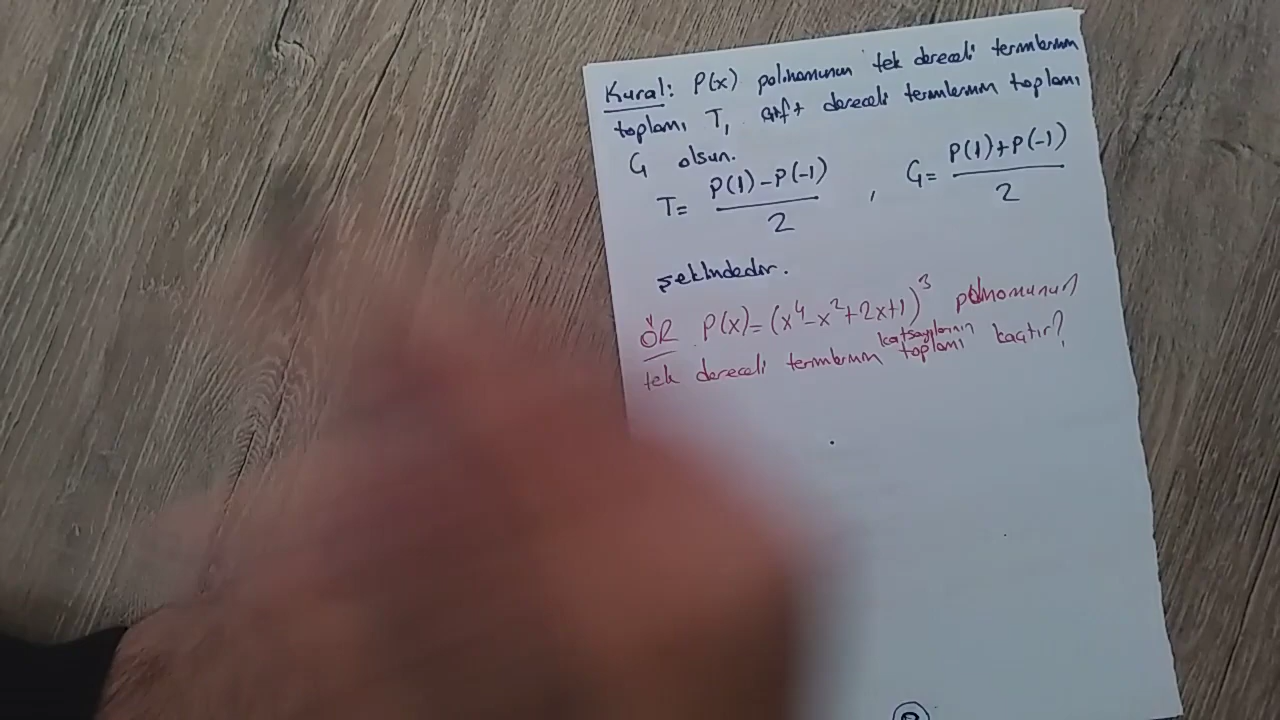 Kural: P(x) polinomunun tek dereceli terimlerinin
toplamı T, çift dereceli terimlerinin toplamı
Ç olsun.
T= P(1)-P(-1) / 2 , Ç= P(1)+P(-1) / 2
şeklindedir.
ÖR P(x)=(x⁴-x²+2x+1)³ polinomunun
tek dereceli terimlerinin katsayılarının toplamı kaçtır?